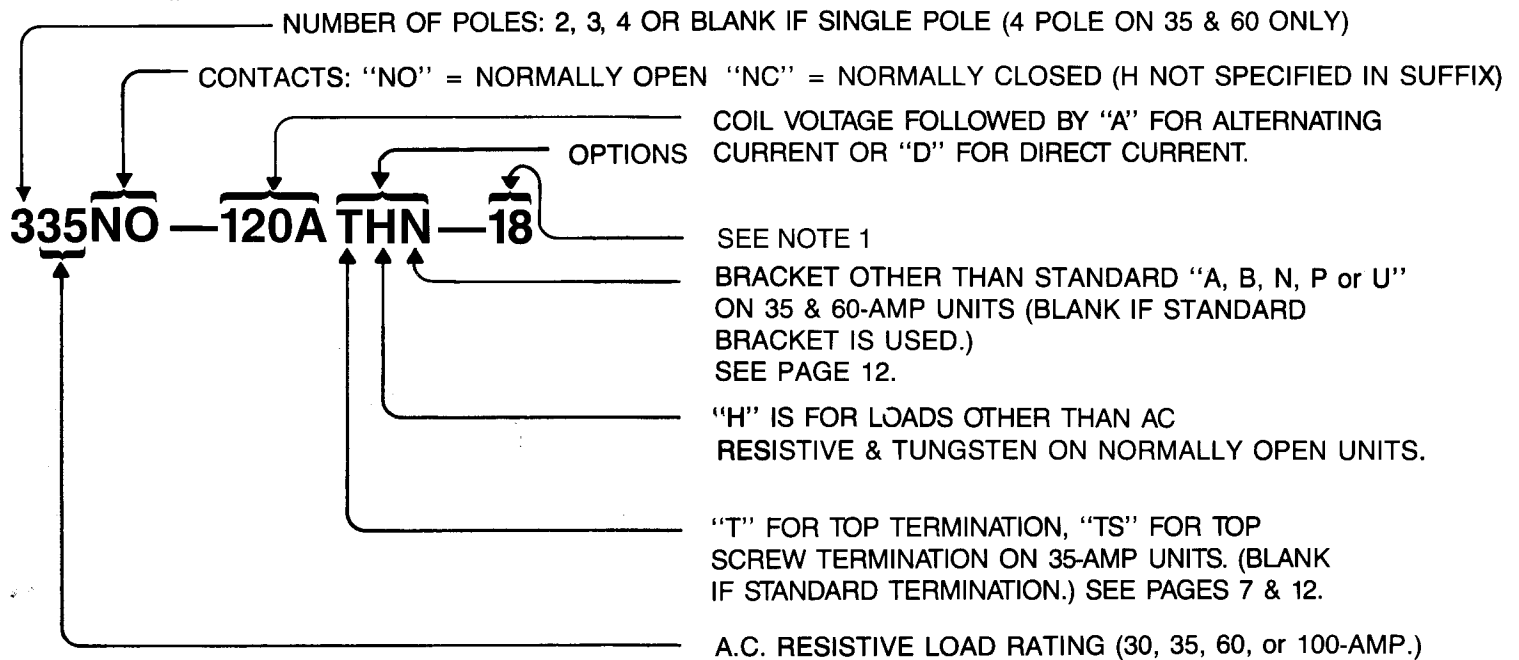 NUMBER OF POLES: 2, 3, 4 OR BLANK IF SINGLE POLE (4 POLE ON 35 & 60 ONLY)
CONTACTS: "NO" = NORMALLY OPEN "NC" = NORMALLY CLOSED (H NOT SPECIFIED IN SUFFIX)
COIL VOLTAGE FOLLOWED BY "A" FOR ALTERNATING
OPTIONS CURRENT OR "D" FOR DIRECT CURRENT.
335NO—120ATHN—18
SEE NOTE 1
BRACKET OTHER THAN STANDARD "A, B, N, P or U"
ON 35 & 60-AMP UNITS (BLANK IF STANDARD
BRACKET IS USED.)
SEE PAGE 12.
"H" IS FOR LOADS OTHER THAN AC
RESISTIVE & TUNGSTEN ON NORMALLY OPEN UNITS.
"T" FOR TOP TERMINATION, "TS" FOR TOP
SCREW TERMINATION ON 35-AMP UNITS. (BLANK
IF STANDARD TERMINATION.) SEE PAGES 7 & 12.
A.C. RESISTIVE LOAD RATING (30, 35, 60, or 100-AMP.)